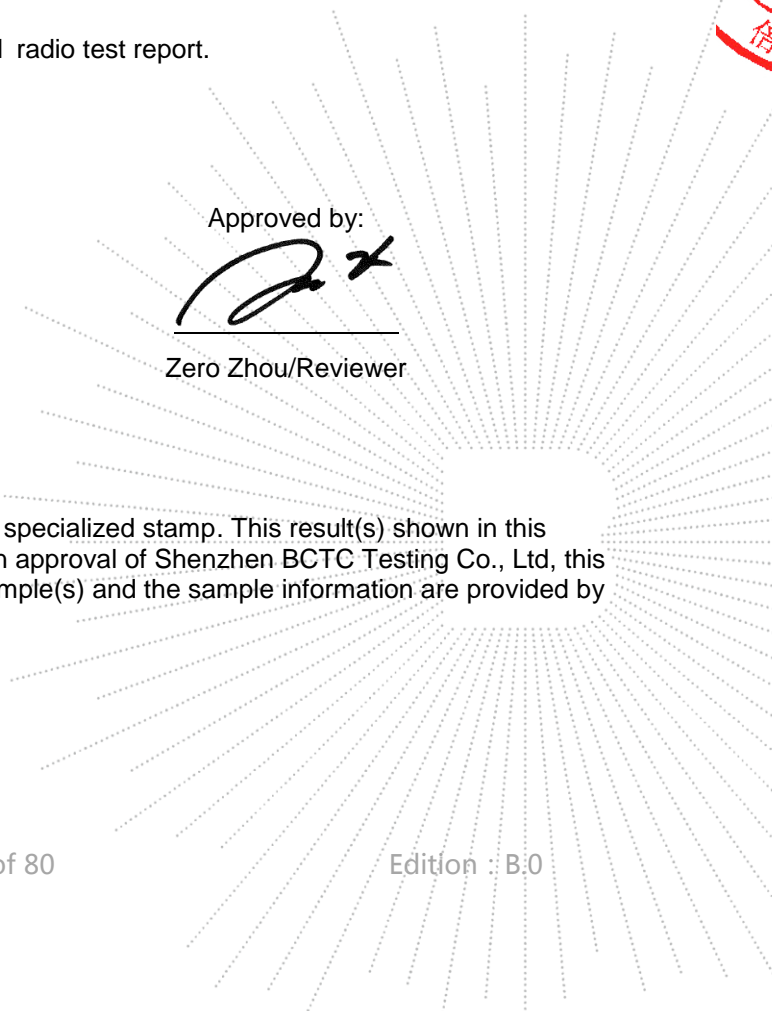 radio test report.
Approved by:
Zero Zhou/Reviewer
specialized stamp. This result(s) shown in this
approval of Shenzhen BCTC Testing Co., Ltd, this
mple(s) and the sample information are provided by
of 80
Edition : B.0